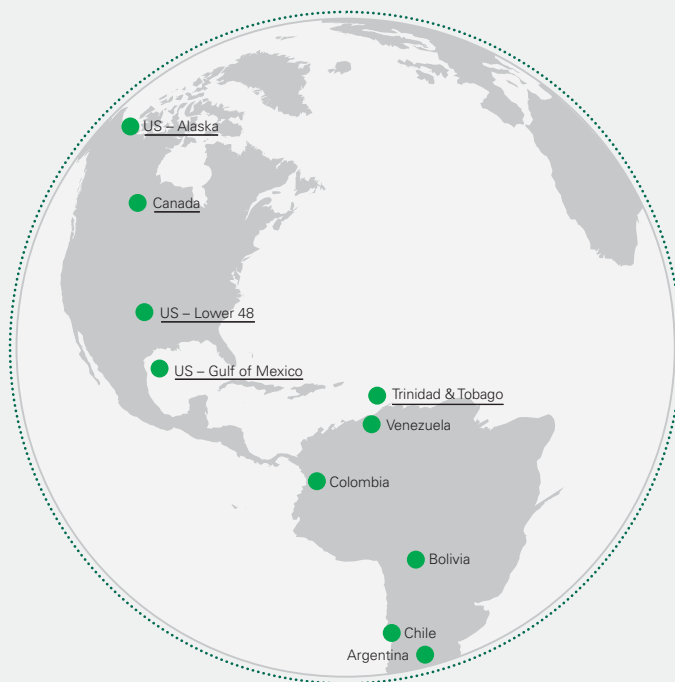 US – Alaska
Canada
US – Lower 48
US – Gulf of Mexico
Trinidad & Tobago
Venezuela
Colombia
Bolivia
Chile
Argentina